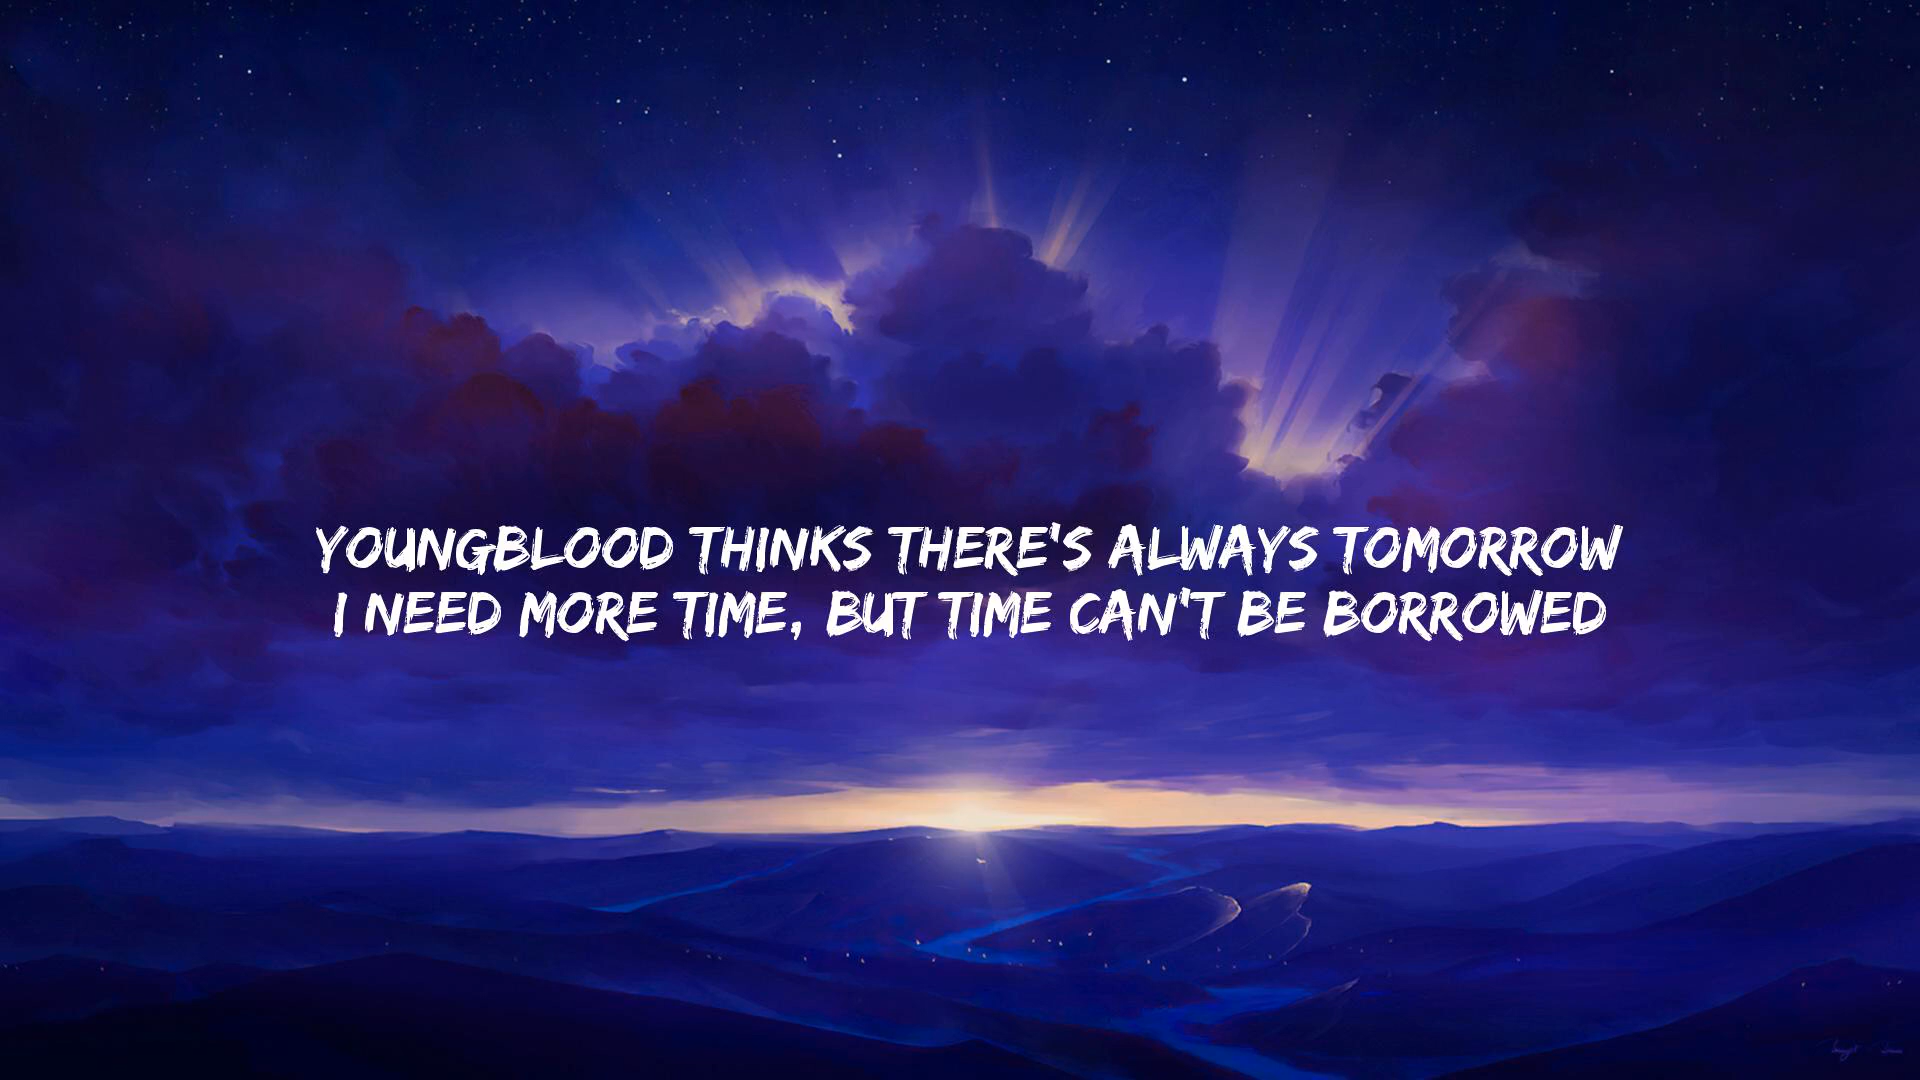 YOUNGBLOOD THINKS THERE'S ALWAYS TOMORROW
I NEED MORE TIME, BUT TIME CAN'T BE BORROWED